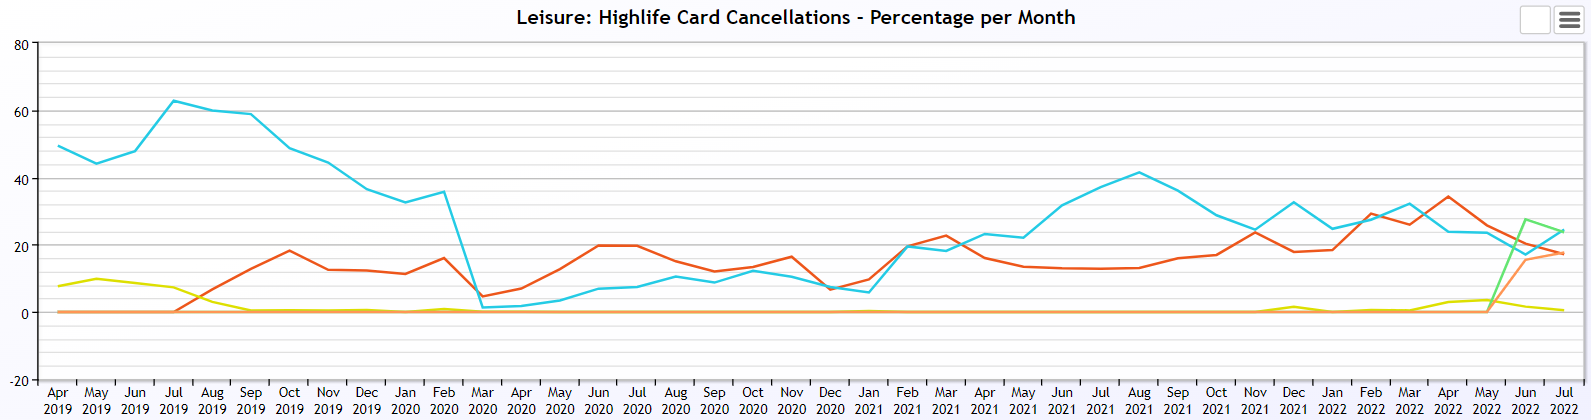 Leisure: Highlife Card Cancellations - Percentage per Month
80
60
40
20
0
-20
Apr May Jun Jul Aug Sep Oct Nov Dec Jan Feb Mar Apr May Jun Jul Aug Sep Oct Nov Dec Jan Feb Mar Apr May Jun Jul Aug Sep Oct Nov Dec Jan Feb Mar Apr May Jun Jul
2019 2019 2019 2019 2019 2019 2019 2019 2019 2020 2020 2020 2020 2020 2020 2020 2020 2020 2020 2020 2020 2021 2021 2021 2021 2021 2021 2021 2021 2021 2021 2021 2021 2022 2022 2022 2022 2022 2022 2022